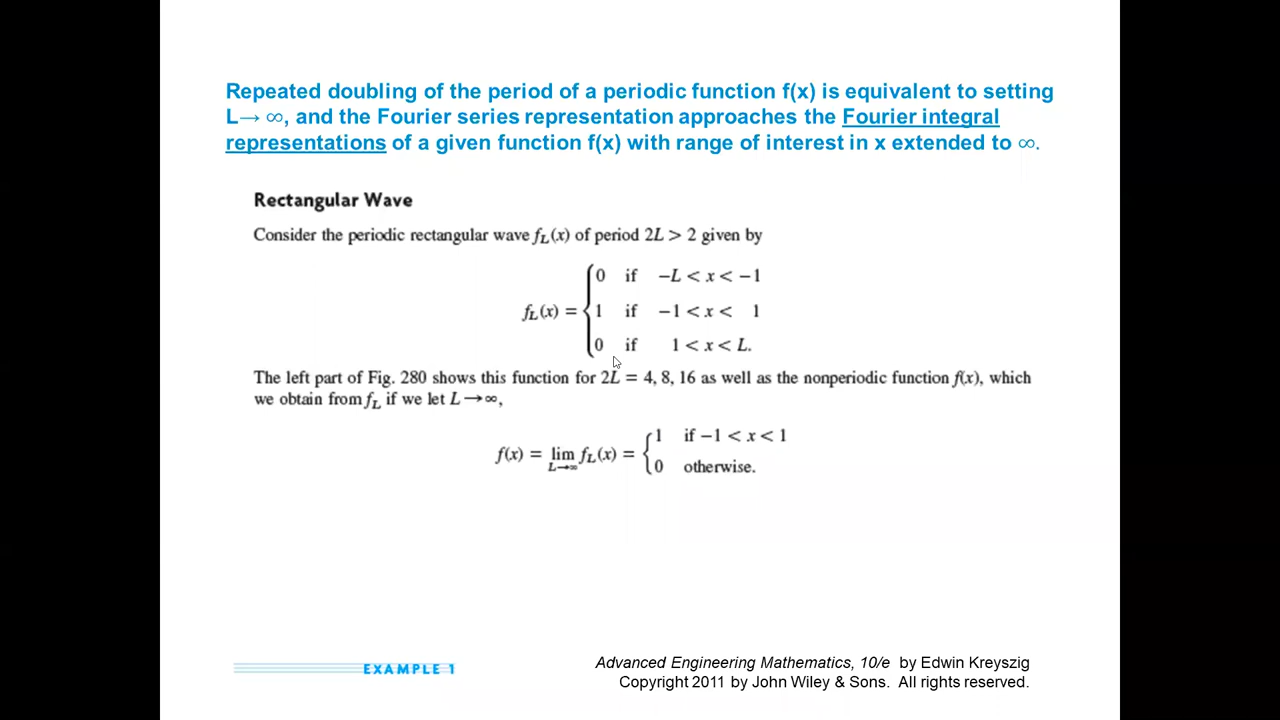 Repeated doubling of the period of a periodic function f(x) is equivalent to setting
L→ ∞, and the Fourier series representation approaches the Fourier integral
representations of a given function f(x) with range of interest in x extended to ∞.
Rectangular Wave
Consider the periodic rectangular wave f_L(x) of period 2L > 2 given by
0 if −L < x < −1
f_L(x) = { 1 if −1 < x < 1
0 if 1 < x < L.
The left part of Fig. 280 shows this function for 2L = 4, 8, 16 as well as the nonperiodic function f(x), which
we obtain from f_L if we let L→∞,
f(x) = lim_{L→∞} f_L(x) = { 1 if −1 < x < 1
0 otherwise.
EXAMPLE 1
Advanced Engineering Mathematics, 10/e by Edwin Kreyszig
Copyright 2011 by John Wiley & Sons. All rights reserved.